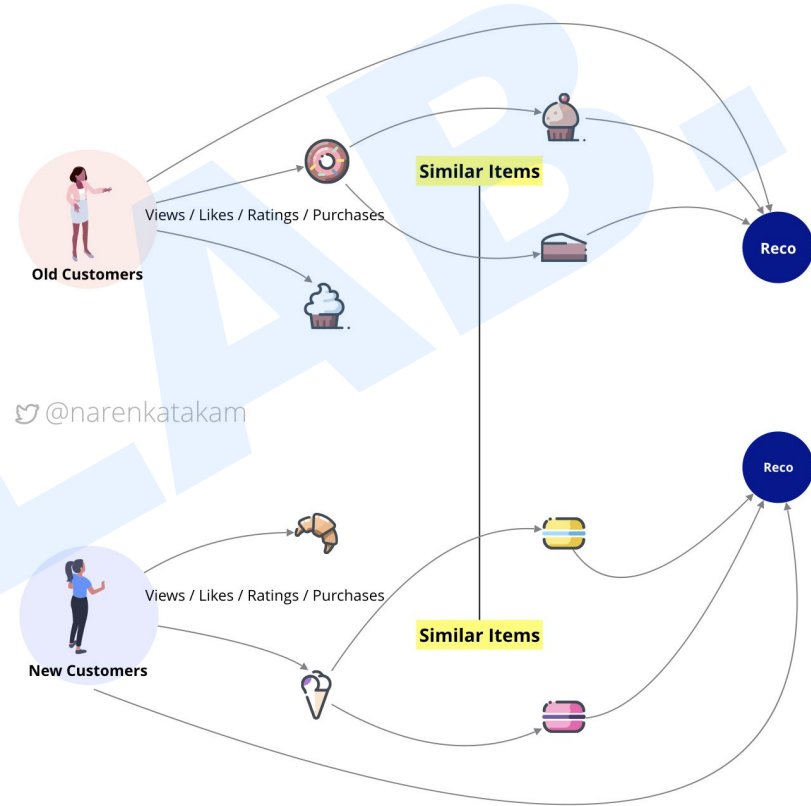 Similar Items
Views / Likes / Ratings / Purchases
Old Customers
Reco
@narenkatakam
Reco
Views / Likes / Ratings / Purchases
Similar Items
New Customers
LAB.